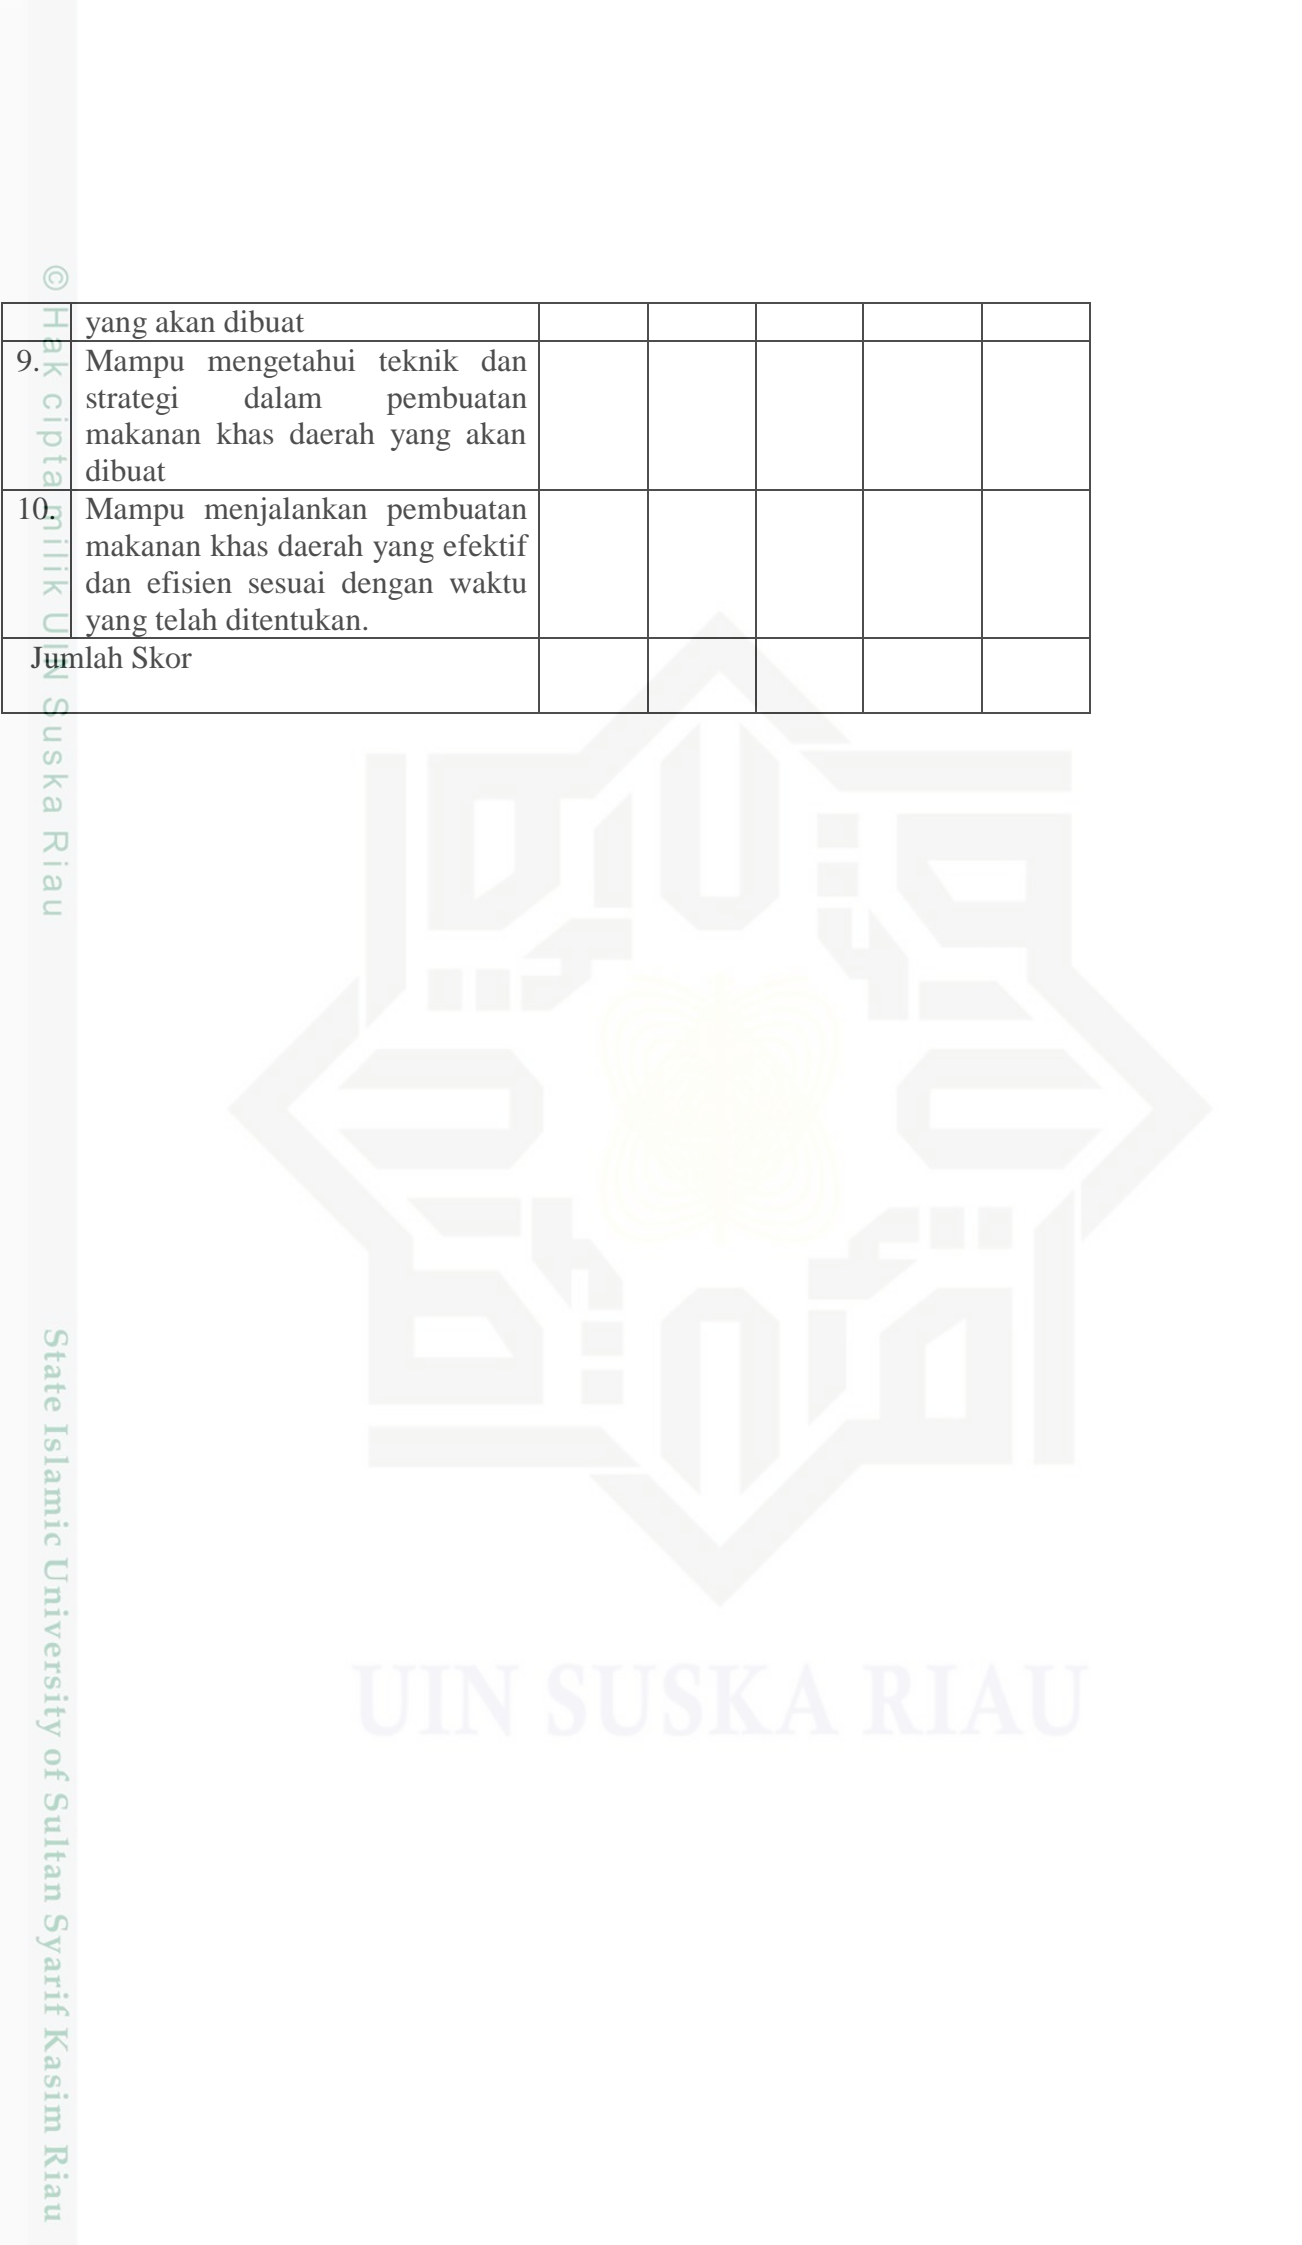 yang akan dibuat
9. Mampu mengetahui teknik dan
strategi dalam pembuatan
makanan khas daerah yang akan
dibuat
10. Mampu menjalankan pembuatan
makanan khas daerah yang efektif
dan efisien sesuai dengan waktu
yang telah ditentukan.
Jumlah Skor
© Hak cipta milik UIN Suska Riau
State Islamic University of Sultan Syarif Kasim Riau
UIN SUSKA RIAU